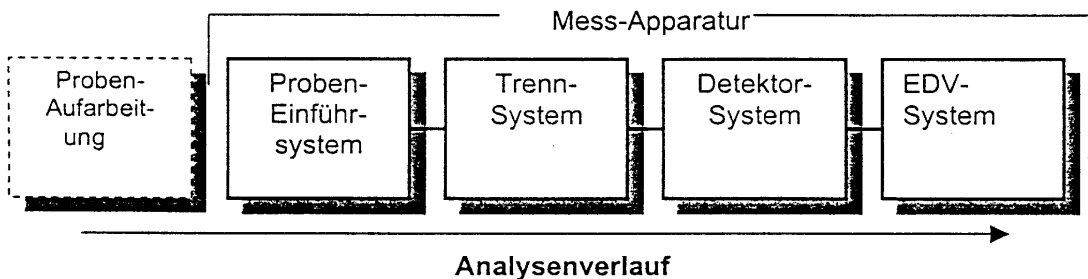 Mess-Apparatur
Proben-
Aufarbeit-
ung
Proben-
Einführ-
system
Trenn-
System
Detektor-
System
EDV-
System
Analysenverlauf